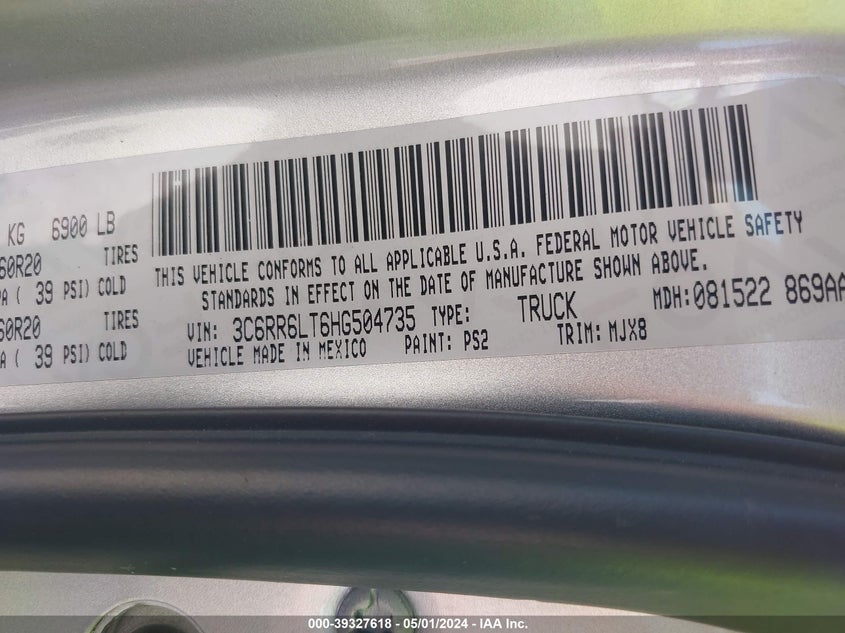 KG 6900 LB
60R20 TIRES
PA ( 39 PSI) COLD
60R20 TIRES
A ( 39 PSI) COLD
THIS VEHICLE CONFORMS TO ALL APPLICABLE U.S.A. FEDERAL MOTOR VEHICLE SAFETY
STANDARDS IN EFFECT ON THE DATE OF MANUFACTURE SHOWN ABOVE.
VIN: 3C6RR6LT6HG504735 TYPE: TRUCK MDH:081522 869AA
VEHICLE MADE IN MEXICO PAINT: PS2 TRIM: MJX8
000-39327618 - 05/01/2024 - IAA Inc.